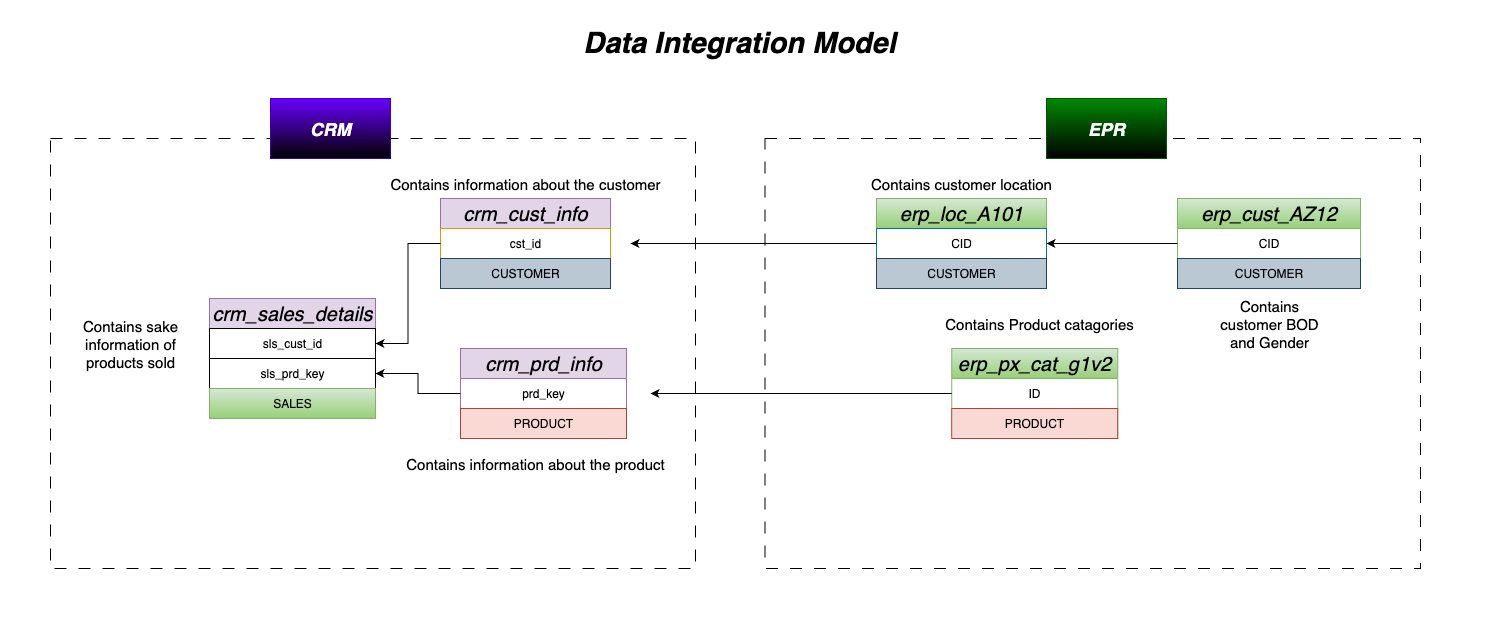 Data Integration Model
CRM
Contains information about the customer
crm_cust_info
cst_id
CUSTOMER
Contains sake
information of
products sold
crm_sales_details
sls_cust_id
sls_prd_key
SALES
crm_prd_info
prd_key
PRODUCT
Contains information about the product
EPR
Contains customer location
erp_loc_A101
CID
CUSTOMER
erp_cust_AZ12
CID
CUSTOMER
Contains
customer BOD
and Gender
Contains Product catagories
erp_px_cat_g1v2
ID
PRODUCT